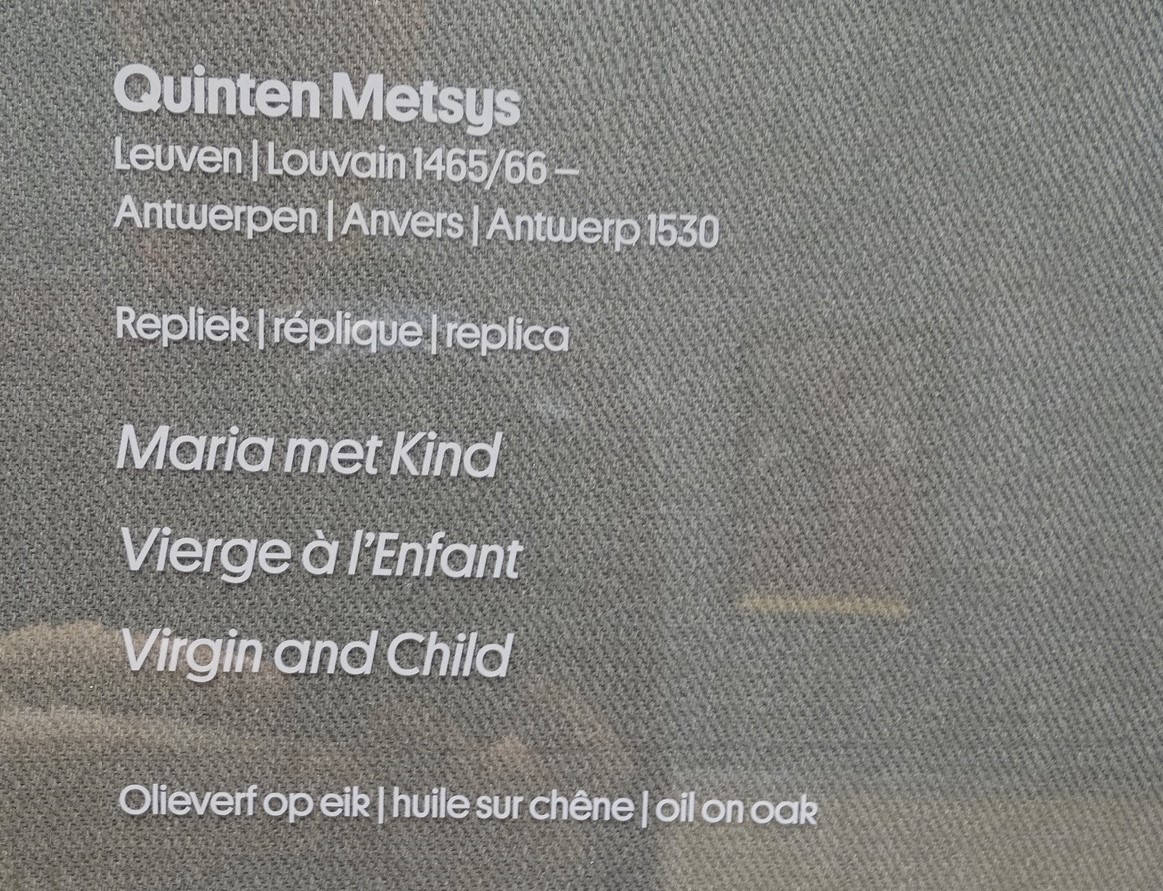 Quinten Metsys
Leuven | Louvain 1465/66 –
Antwerpen | Anvers | Antwerp 1530
Repliek | réplique | replica
Maria met Kind
Vierge à l’Enfant
Virgin and Child
Olieverf op eik | huile sur chêne | oil on oak